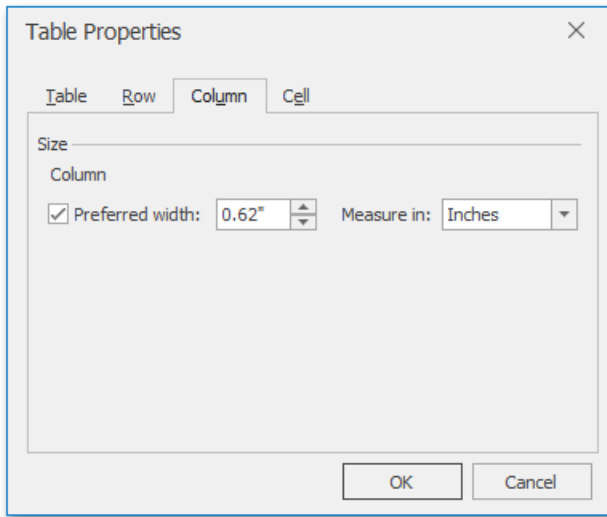 Table Properties
Table Row Column Cell
Size
Column
Preferred width: 0.62" Measure in: Inches
OK Cancel